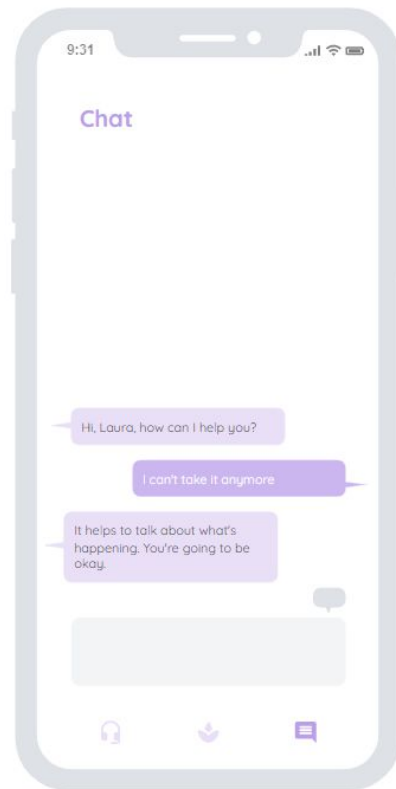 9:31
Chat
Hi, Laura, how can I help you?
I can't take it anymore
It helps to talk about what's
happening. You're going to be
okay.